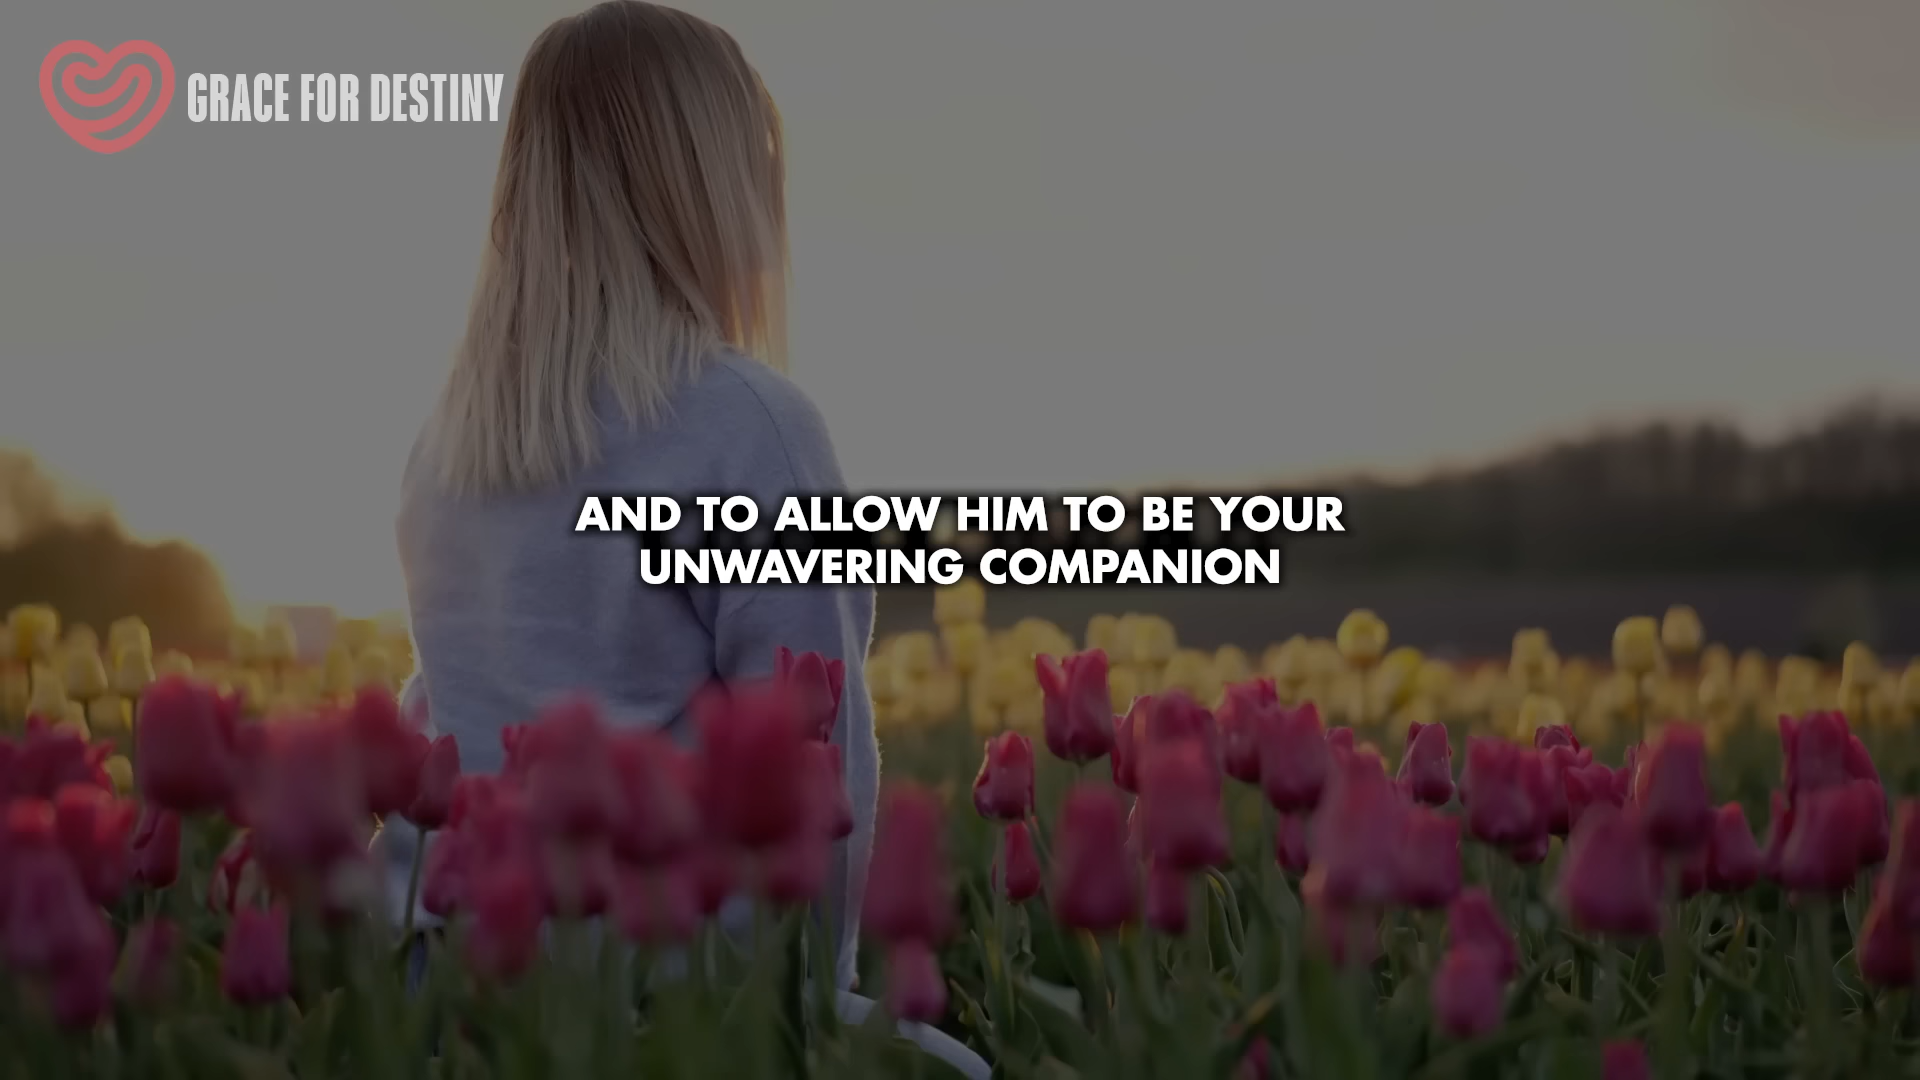 GRACE FOR DESTINY
AND TO ALLOW HIM TO BE YOUR
UNWAVERING COMPANION